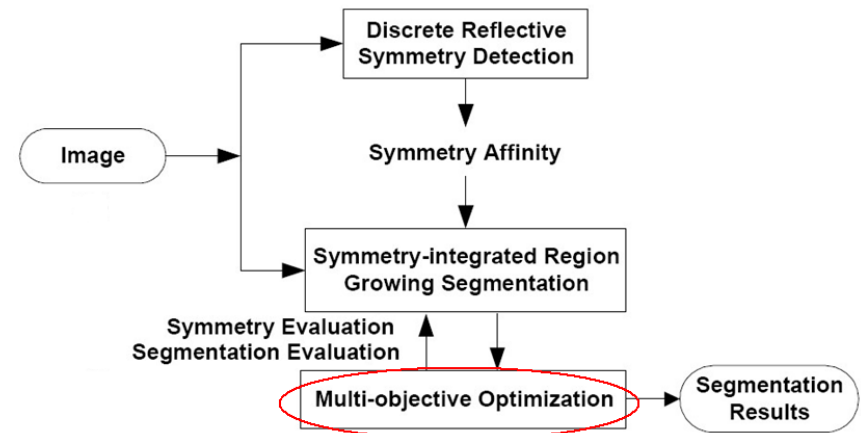 Discrete Reflective
Symmetry Detection
Image
Symmetry Affinity
Symmetry-integrated Region
Growing Segmentation
Symmetry Evaluation
Segmentation Evaluation
Multi-objective Optimization
Segmentation
Results